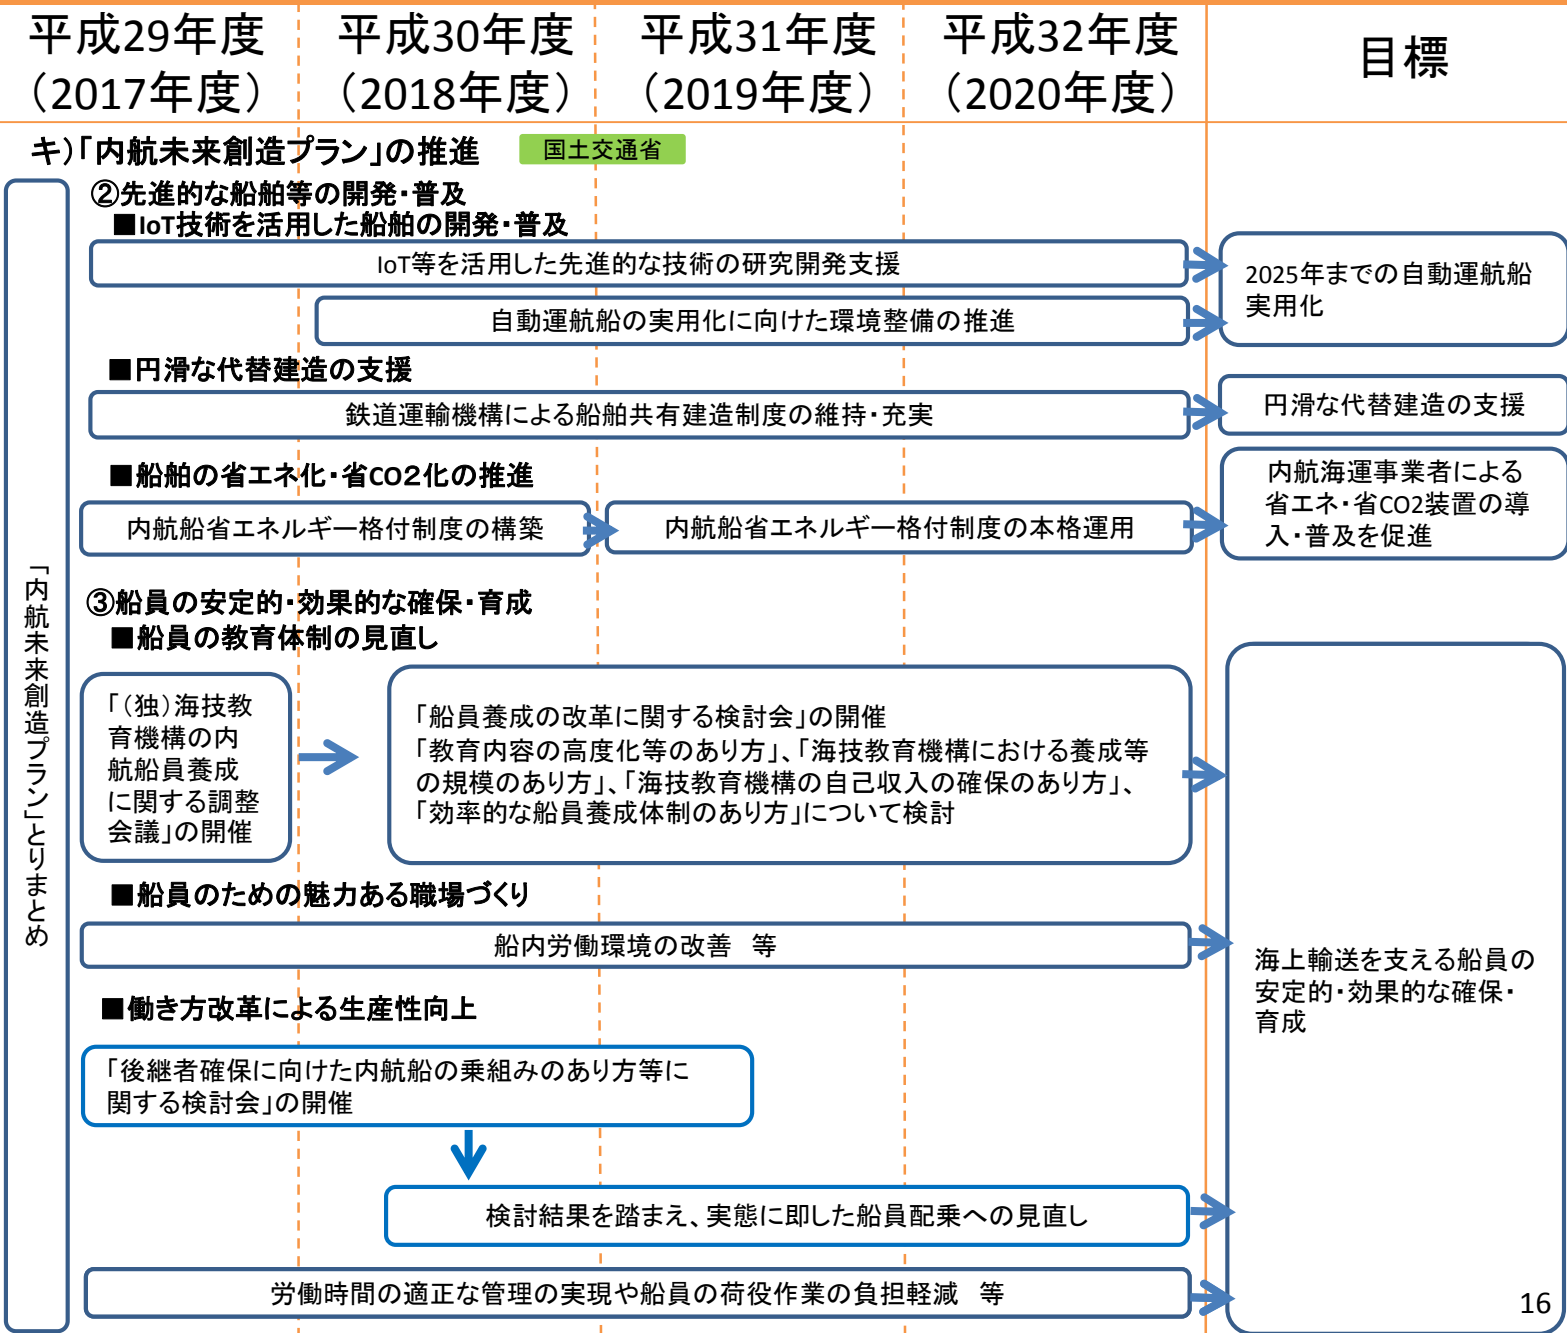 平成29年度
（2017年度）
平成30年度
（2018年度）
平成31年度
（2019年度）
平成32年度
（2020年度）
目標
キ）「内航未来創造プラン」の推進
国土交通省
「内航未来創造プラン」とりまとめ
②先進的な船舶等の開発・普及
■IoT技術を活用した船舶の開発・普及
IoT等を活用した先進的な技術の研究開発支援
自動運航船の実用化に向けた環境整備の推進
2025年までの自動運航船
実用化
■円滑な代替建造の支援
鉄道運輸機構による船舶共有建造制度の維持・充実
円滑な代替建造の支援
■船舶の省エネ化・省CO２化の推進
内航船省エネルギー格付制度の構築
内航船省エネルギー格付制度の本格運用
内航海運事業者による
省エネ・省CO2装置の導
入・普及を促進
③船員の安定的・効果的な確保・育成
■船員の教育体制の見直し
「（独）海技教
育機構の内
航船員養成
に関する調整
会議」の開催
「船員養成の改革に関する検討会」の開催
「教育内容の高度化等のあり方」、「海技教育機構における養成等
の規模のあり方」、「海技教育機構の自己収入の確保のあり方」、
「効率的な船員養成体制のあり方」について検討
■船員のための魅力ある職場づくり
船内労働環境の改善　等
■働き方改革による生産性向上
「後継者確保に向けた内航船の乗組みのあり方等に
関する検討会」の開催
検討結果を踏まえ、実態に即した船員配乗への見直し
労働時間の適正な管理の実現や船員の荷役作業の負担軽減　等
海上輸送を支える船員の
安定的・効果的な確保・
育成
16